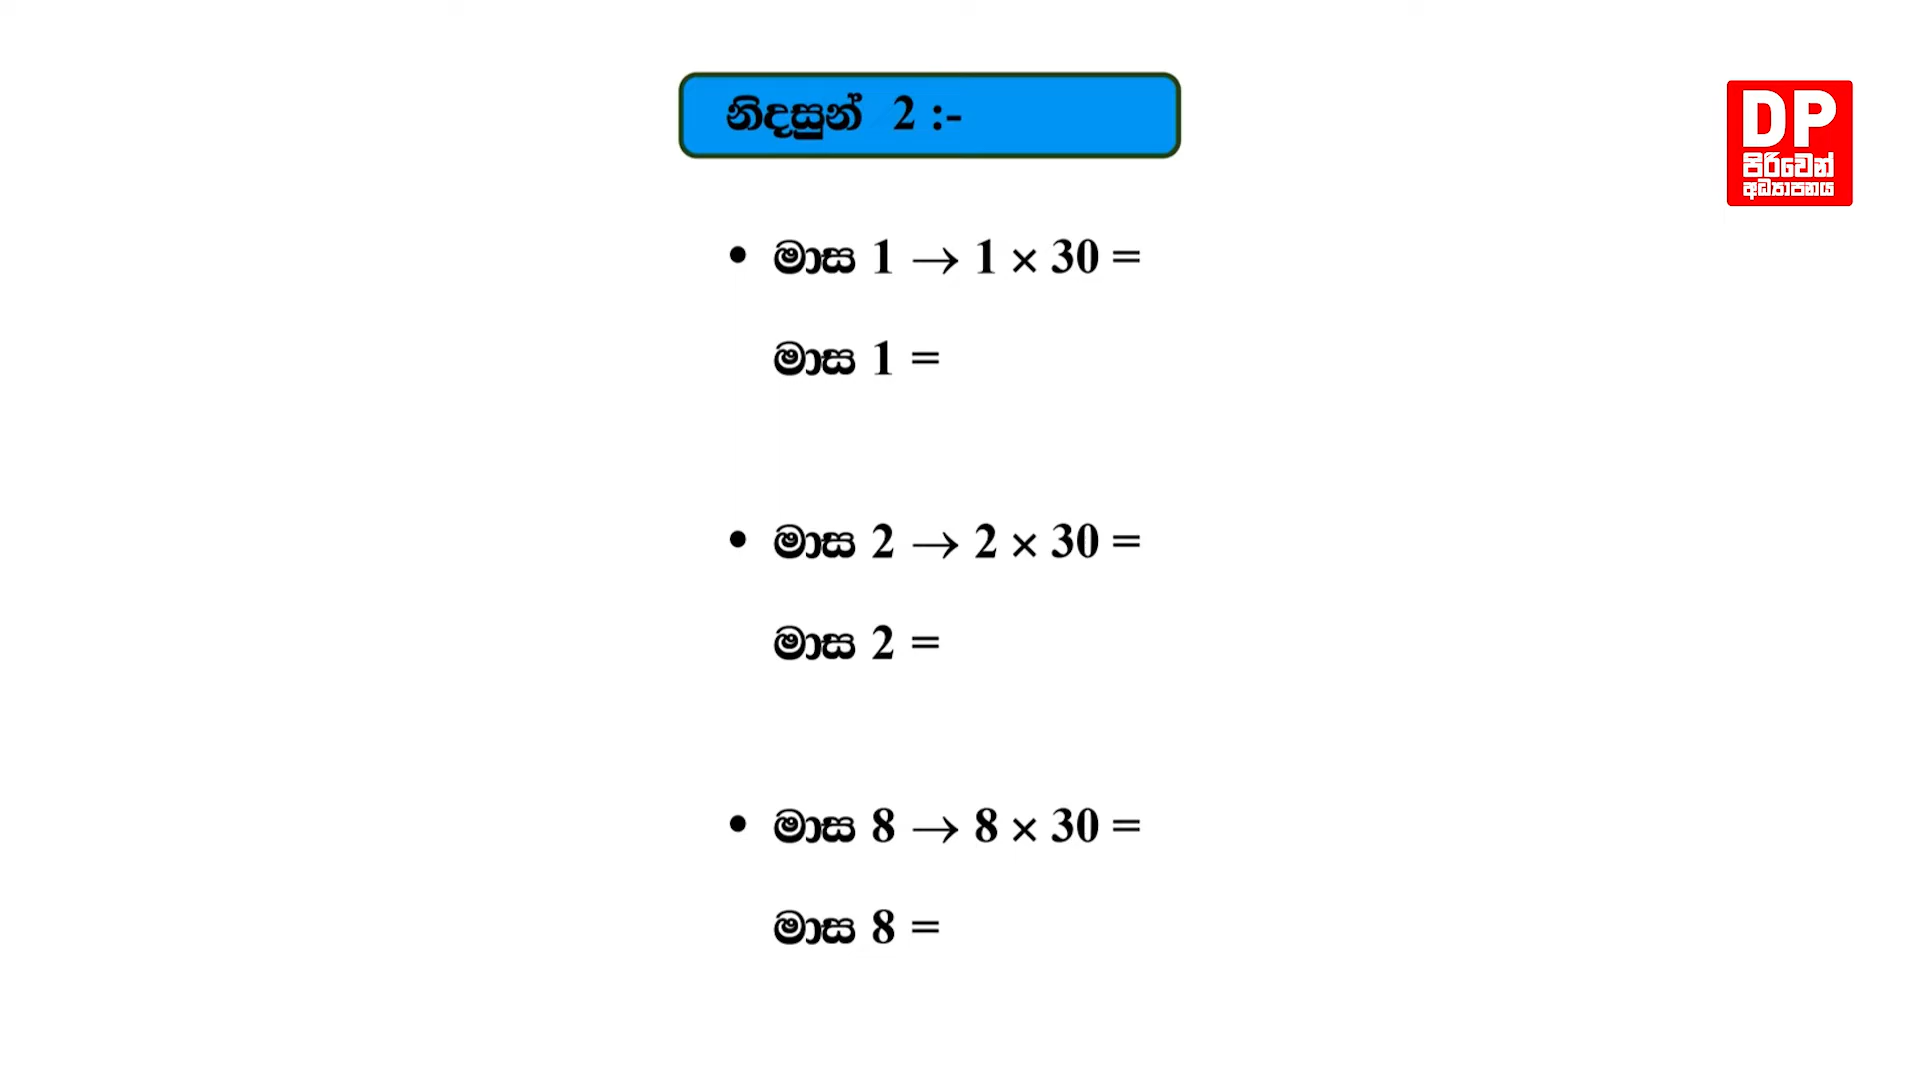 නිදසුන් 2 :-
DP
පිරිවෙන්
අධ්‍යාපනය
• මාස 1 → 1 × 30 =
මාස 1 =
• මාස 2 → 2 × 30 =
මාස 2 =
• මාස 8 → 8 × 30 =
මාස 8 =